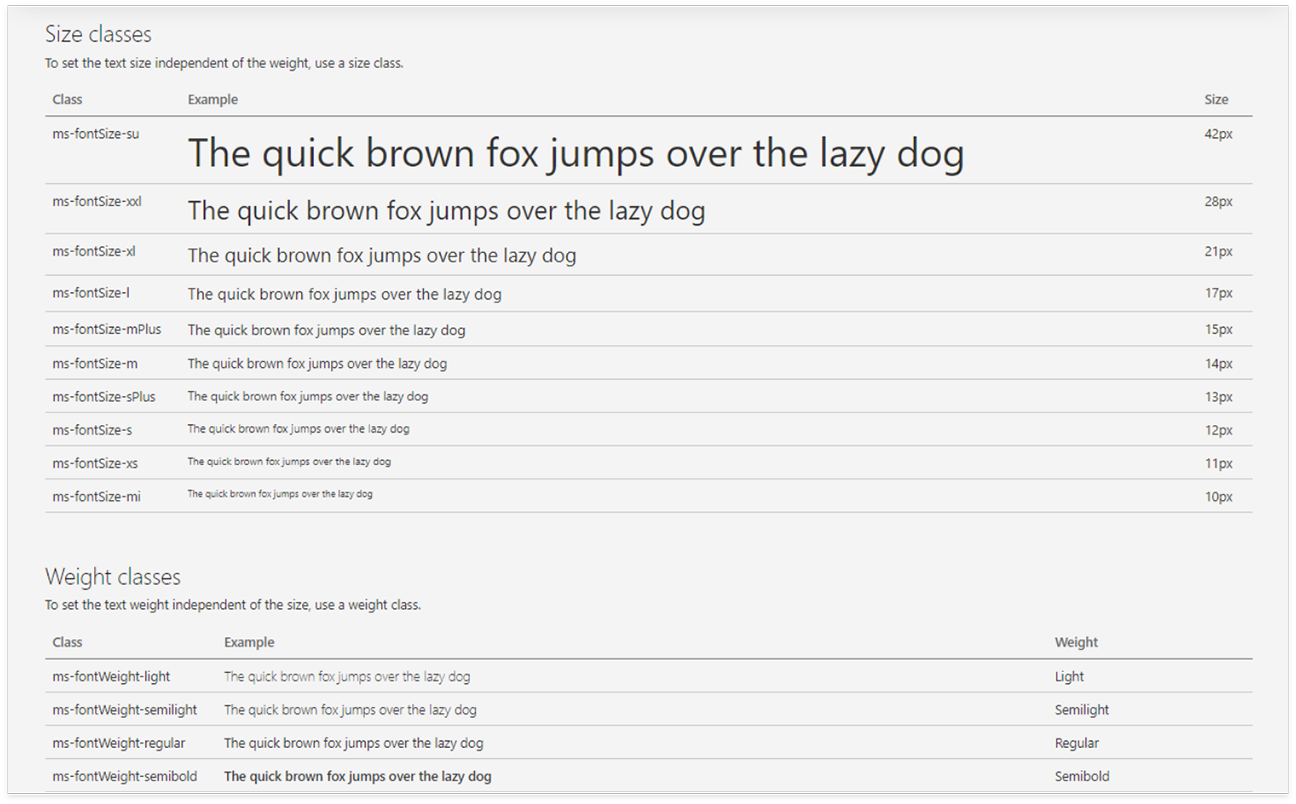 Size classes
To set the text size independent of the weight, use a size class.
Class Example Size
ms-fontSize-su The quick brown fox jumps over the lazy dog 42px
ms-fontSize-xxl The quick brown fox jumps over the lazy dog 28px
ms-fontSize-xl The quick brown fox jumps over the lazy dog 21px
ms-fontSize-l The quick brown fox jumps over the lazy dog 17px
ms-fontSize-mPlus The quick brown fox jumps over the lazy dog 15px
ms-fontSize-m The quick brown fox jumps over the lazy dog 14px
ms-fontSize-sPlus The quick brown fox jumps over the lazy dog 13px
ms-fontSize-s The quick brown fox jumps over the lazy dog 12px
ms-fontSize-xs The quick brown fox jumps over the lazy dog 11px
ms-fontSize-mi The quick brown fox jumps over the lazy dog 10px
Weight classes
To set the text weight independent of the size, use a weight class.
Class Example Weight
ms-fontWeight-light The quick brown fox jumps over the lazy dog Light
ms-fontWeight-semilight The quick brown fox jumps over the lazy dog Semilight
ms-fontWeight-regular The quick brown fox jumps over the lazy dog Regular
ms-fontWeight-semibold The quick brown fox jumps over the lazy dog Semibold